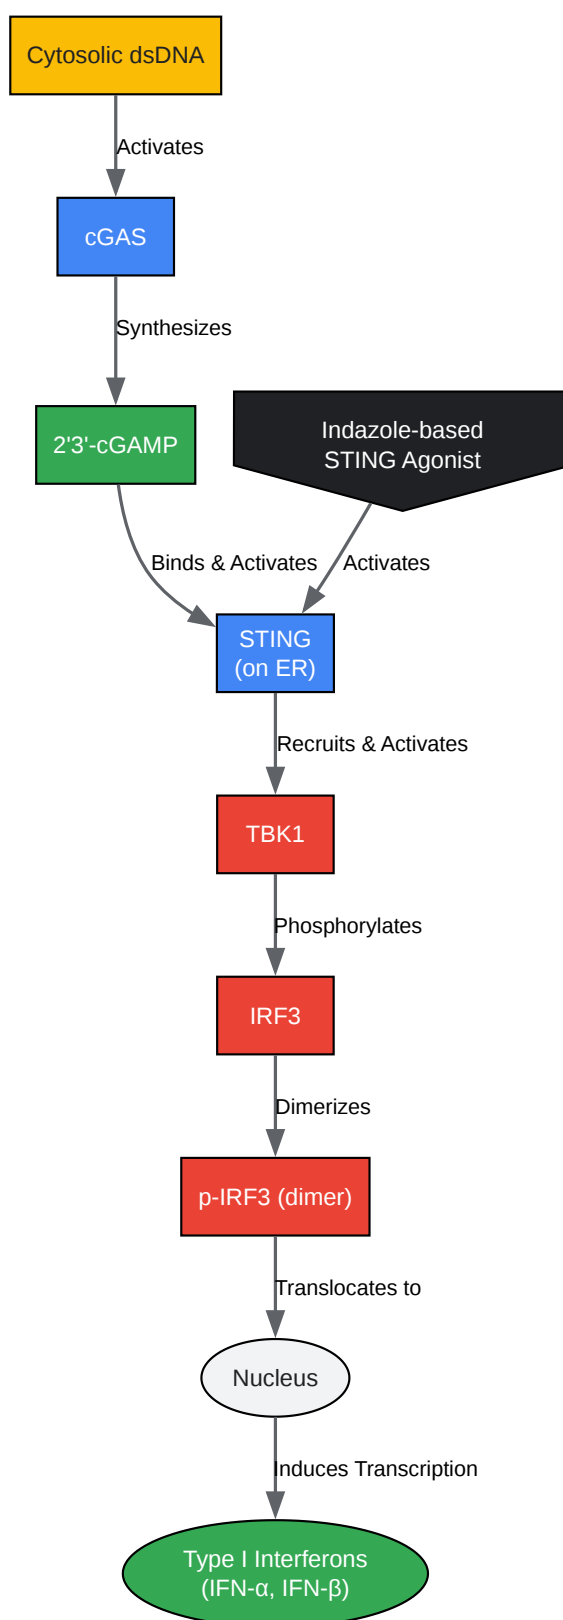 Cytosolic dsDNA
Activates
cGAS
Synthesizes
2'3'-cGAMP
Indazole-based
STING Agonist
Binds & Activates
Activates
STING
(on ER)
Recruits & Activates
TBK1
Phosphorylates
IRF3
Dimerizes
p-IRF3 (dimer)
Translocates to
Nucleus
Induces Transcription
Type I Interferons
(IFN-α, IFN-β)